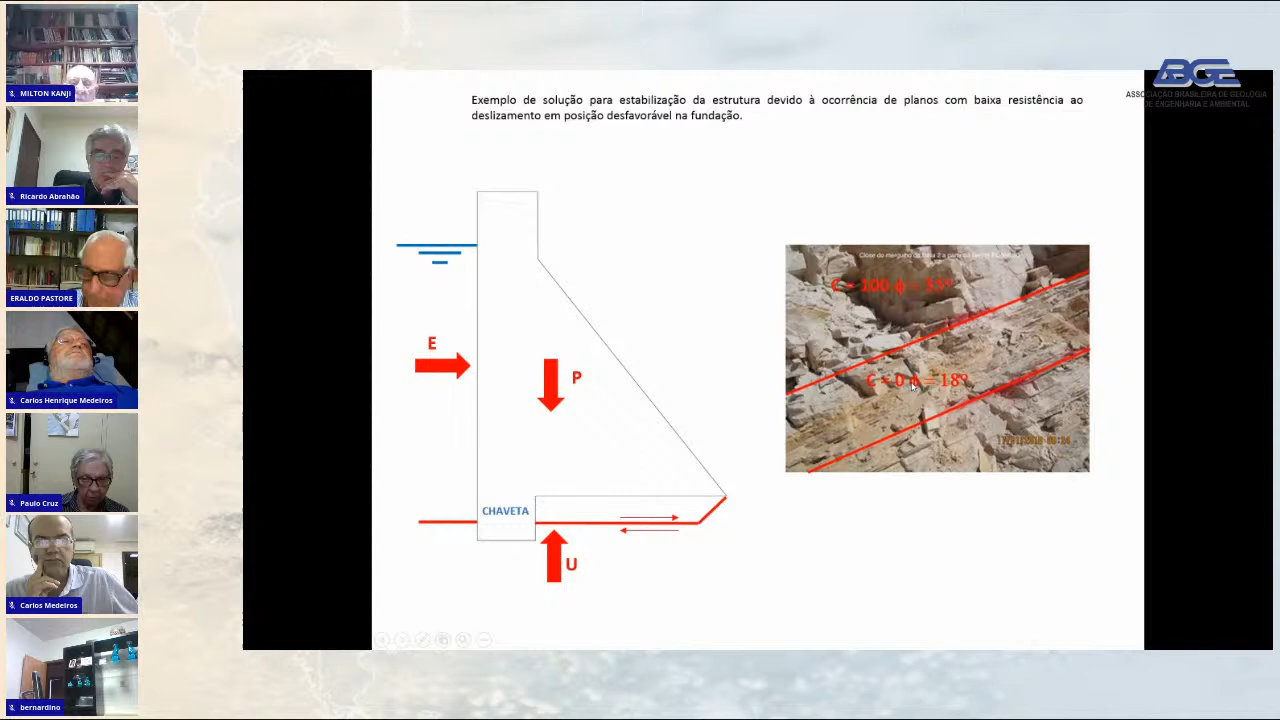 MILTON KANJI
Ricardo Abrahão
ERALDO PASTORE
Carlos Henrique Medeiros
Paulo Cruz
Carlos Medeiros
bernardino
ABGE
ASSOCIAÇÃO BRASILEIRA DE GEOLOGIA
DE ENGENHARIA E AMBIENTAL
Exemplo de solução para estabilização da estrutura devido à ocorrência de planos com baixa resistência ao
deslizamento em posição desfavorável na fundação.
E
P
CHAVETA
U
C = 100 ϕ = 35º
C = 0 ϕ = 18º